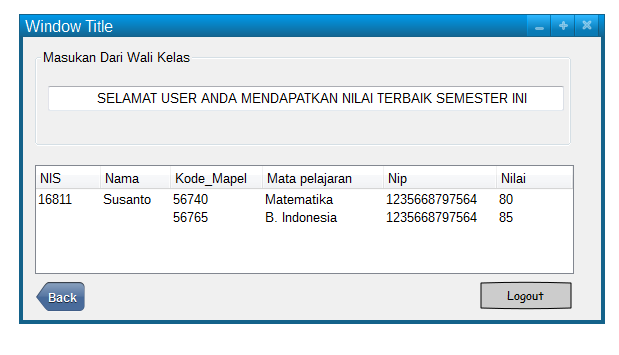 Window Title
Masukan Dari Wali Kelas
SELAMAT USER ANDA MENDAPATKAN NILAI TERBAIK SEMESTER INI
NIS Nama Kode_Mapel Mata pelajaran Nip Nilai
16811 Susanto 56740 Matematika 1235668797564 80
56765 B. Indonesia 1235668797564 85
Back Logout